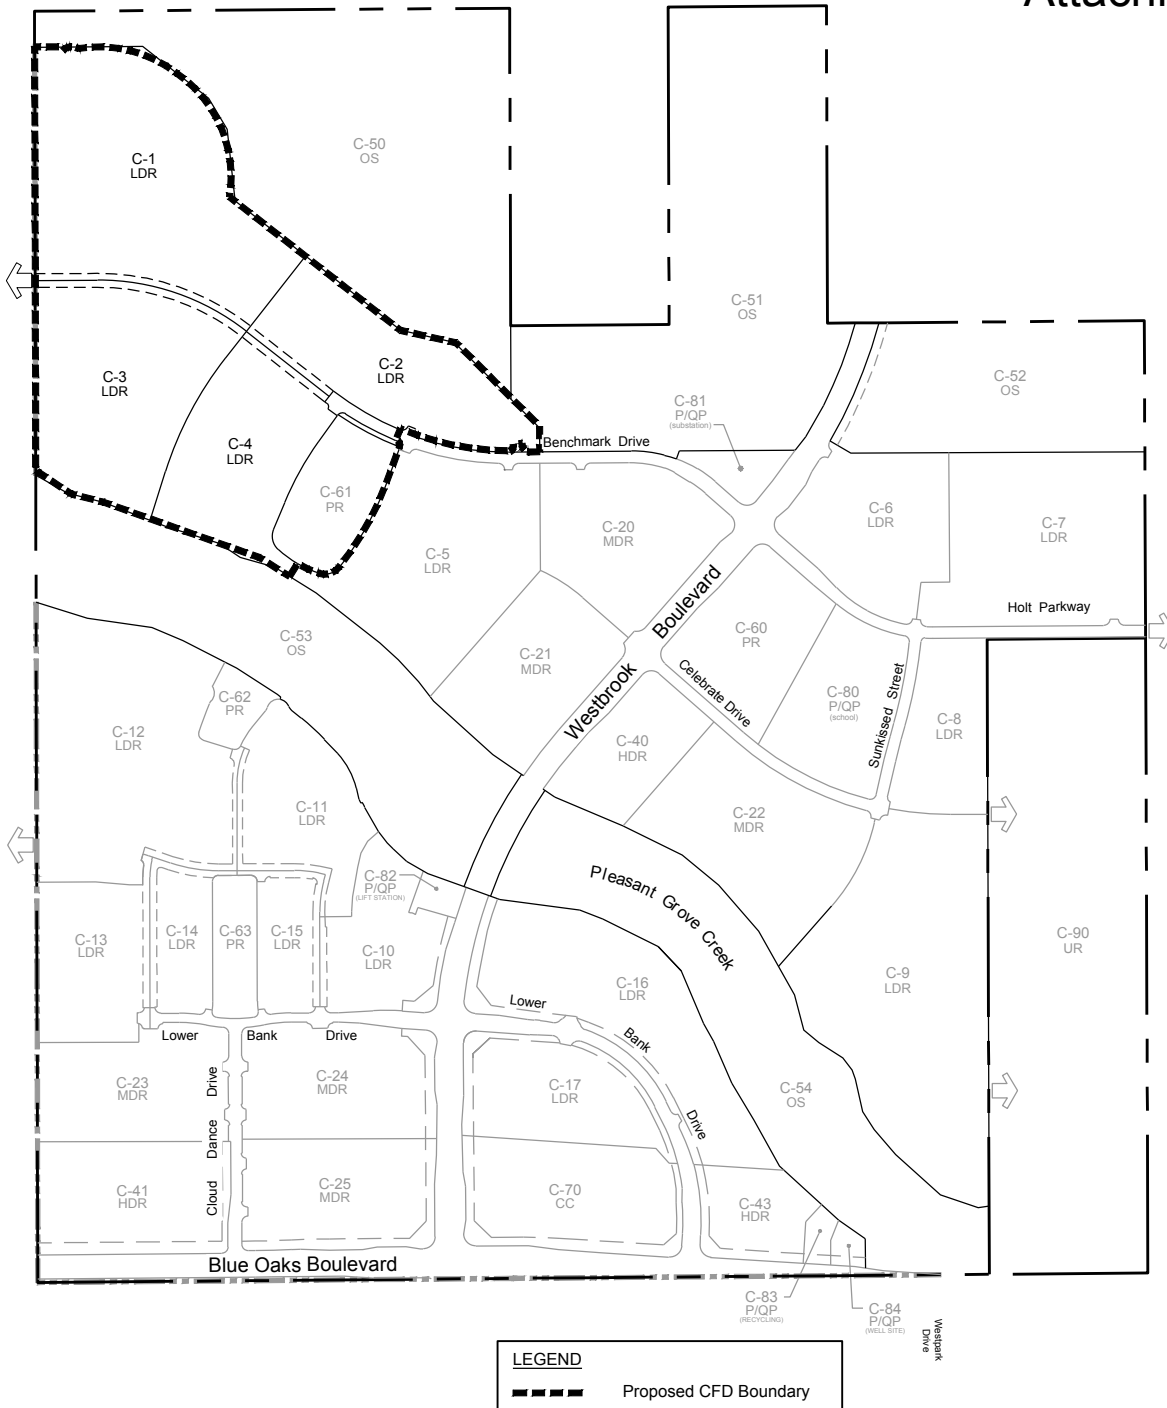 C-1
LDR
C-50
OS
C-51
OS
C-2
LDR
C-3
LDR
C-52
OS
C-81
P/QP
(substation)
Benchmark Drive
C-4
LDR
C-61
PR
C-6
LDR
C-7
LDR
C-20
MDR
C-5
LDR
Holt Parkway
Westbrook Boulevard
C-60
PR
C-53
OS
C-21
MDR
Celebrate Drive
C-80
P/QP
(school)
Sunkissed Street
C-62
PR
C-12
LDR
C-8
LDR
C-40
HDR
C-11
LDR
C-22
MDR
C-82
P/QP
(LIFT STATION)
Pleasant Grove Creek
C-13
LDR
C-14
LDR
C-63
PR
C-15
LDR
C-10
LDR
C-90
UR
C-9
LDR
C-16
LDR
Lower Bank Drive
Lower Bank Drive
C-23
MDR
C-24
MDR
C-17
LDR
C-54
OS
Cloud Dance Drive
C-41
HDR
C-25
MDR
C-70
CC
C-43
HDR
Blue Oaks Boulevard
C-83
P/QP
(RECYCLING)
C-84
P/QP
(WELL SITE)
Westpark
Drive
LEGEND
Proposed CFD Boundary